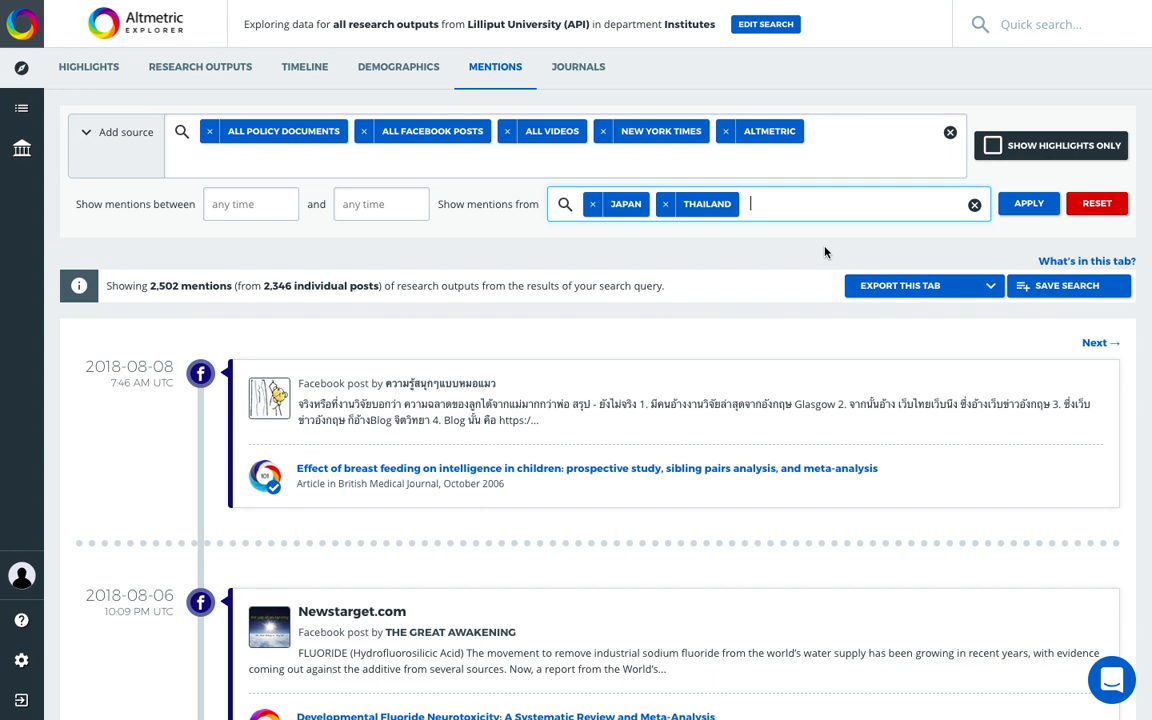 Altmetric
EXPLORER
Exploring data for all research outputs from Lilliput University (API) in department Institutes
EDIT SEARCH
Quick search...
HIGHLIGHTS
RESEARCH OUTPUTS
TIMELINE
DEMOGRAPHICS
MENTIONS
JOURNALS
Add source
× ALL POLICY DOCUMENTS
× ALL FACEBOOK POSTS
× ALL VIDEOS
× NEW YORK TIMES
× ALTMETRIC
SHOW HIGHLIGHTS ONLY
Show mentions between
any time
and
any time
Show mentions from
× JAPAN
× THAILAND
APPLY
RESET
What's in this tab?
Showing 2,502 mentions (from 2,346 individual posts) of research outputs from the results of your search query.
EXPORT THIS TAB
SAVE SEARCH
Next →
2018-08-08
7:46 AM UTC
Facebook post by ความรู้สนุกๆแบบหมอแมว
จริงหรือที่งานวิจัยบอกว่า ความฉลาดของลูกได้จากแม่มากกว่าพ่อ สรุป - ยังไม่จริง 1. มีคนอ้างงานวิจัยล่าสุดจากอังกฤษ Glasgow 2. จากนั้นอ้าง เว็บไทยเว็บนึง ซึ่งอ้างเว็บข่าวอังกฤษ 3. ซึ่งเว็บ
ข่าวอังกฤษ ก็อ้างBlog จิตวิทยา 4. Blog นั้น คือ https:/...
Effect of breast feeding on intelligence in children: prospective study, sibling pairs analysis, and meta-analysis
Article in British Medical Journal, October 2006
2018-08-06
10:09 PM UTC
Newstarget.com
Facebook post by THE GREAT AWAKENING
FLUORIDE (Hydrofluorosilicic Acid) The movement to remove industrial sodium fluoride from the world's water supply has been growing in recent years, with evidence
coming out against the additive from several sources. Now, a report from the World's...
Developmental Fluoride Neurotoxicity: A Systematic Review and Meta-Analysis